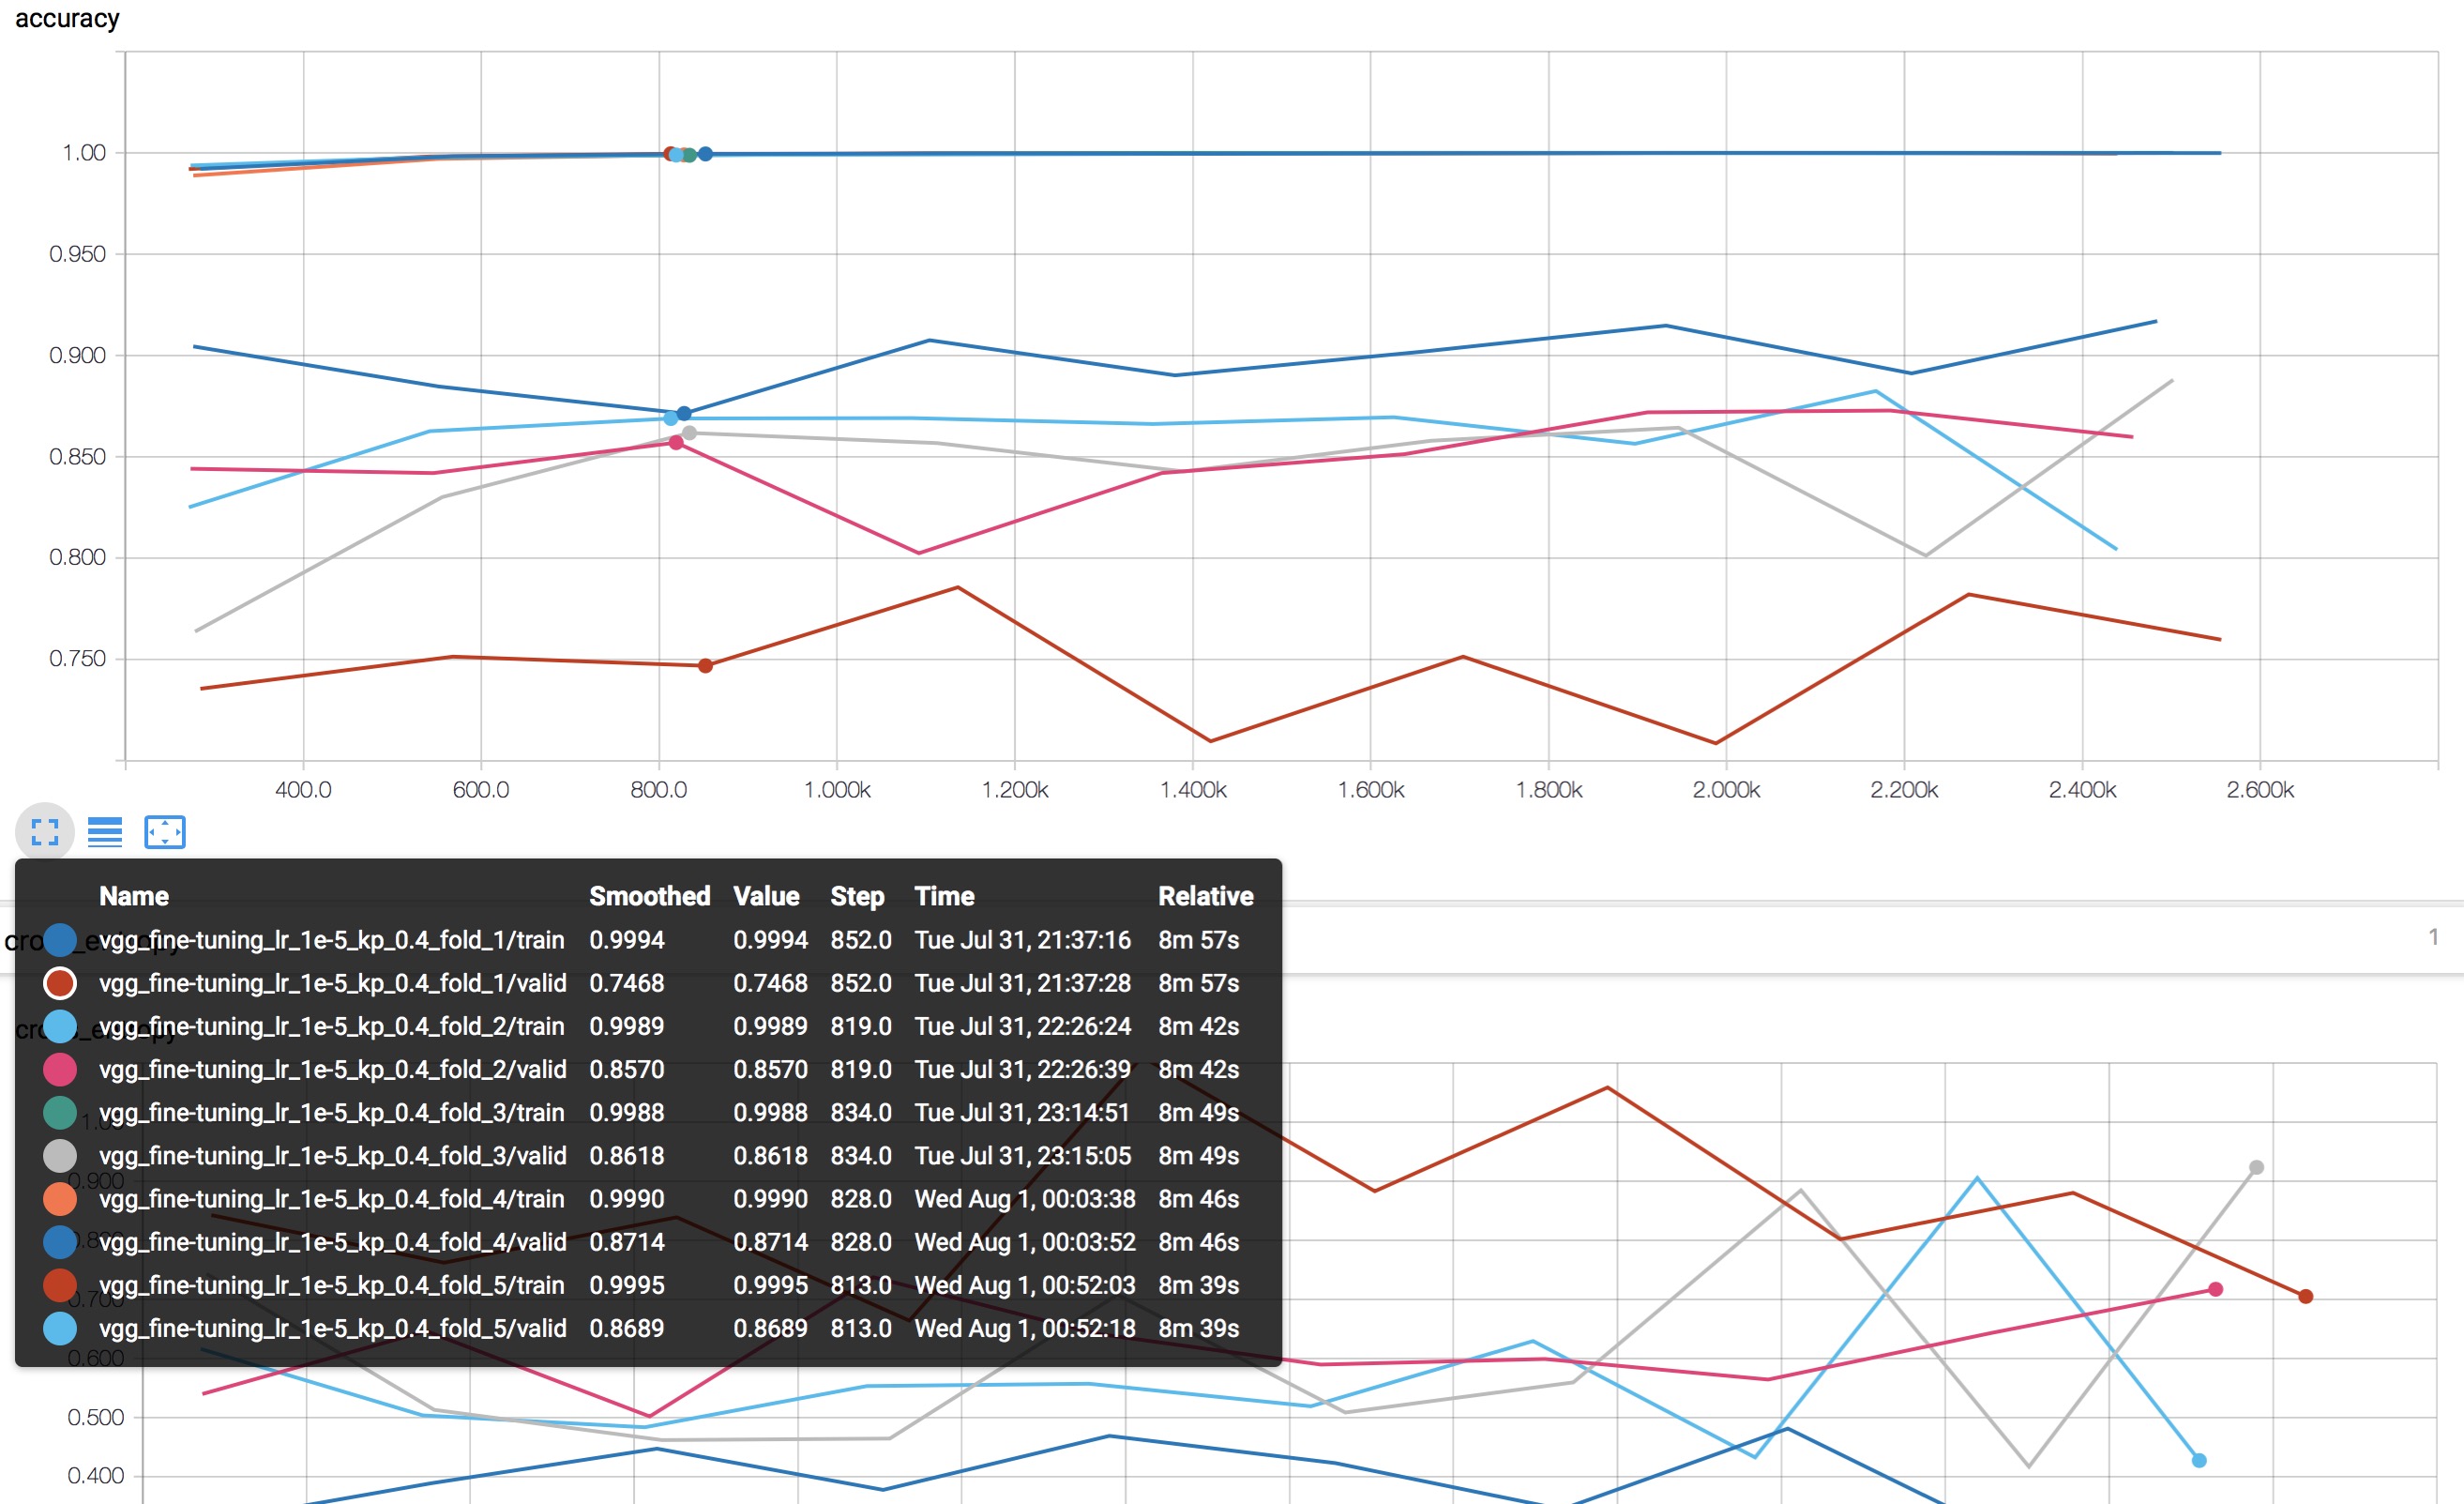 accuracy
1.00
0.950
0.900
0.850
0.800
0.750
400.0 600.0 800.0 1.000k 1.200k 1.400k 1.600k 1.800k 2.000k 2.200k 2.400k 2.600k
Name Smoothed Value Step Time Relative
vgg_fine-tuning_lr_1e-5_kp_0.4_fold_1/train 0.9994 0.9994 852.0 Tue Jul 31, 21:37:16 8m 57s
1
vgg_fine-tuning_lr_1e-5_kp_0.4_fold_1/valid 0.7468 0.7468 852.0 Tue Jul 31, 21:37:28 8m 57s
vgg_fine-tuning_lr_1e-5_kp_0.4_fold_2/train 0.9989 0.9989 819.0 Tue Jul 31, 22:26:24 8m 42s
vgg_fine-tuning_lr_1e-5_kp_0.4_fold_2/valid 0.8570 0.8570 819.0 Tue Jul 31, 22:26:39 8m 42s
vgg_fine-tuning_lr_1e-5_kp_0.4_fold_3/train 0.9988 0.9988 834.0 Tue Jul 31, 23:14:51 8m 49s
vgg_fine-tuning_lr_1e-5_kp_0.4_fold_3/valid 0.8618 0.8618 834.0 Tue Jul 31, 23:15:05 8m 49s
0.900
vgg_fine-tuning_lr_1e-5_kp_0.4_fold_4/train 0.9990 0.9990 828.0 Wed Aug 1, 00:03:38 8m 46s
vgg_fine-tuning_lr_1e-5_kp_0.4_fold_4/valid 0.8714 0.8714 828.0 Wed Aug 1, 00:03:52 8m 46s
vgg_fine-tuning_lr_1e-5_kp_0.4_fold_5/train 0.9995 0.9995 813.0 Wed Aug 1, 00:52:03 8m 39s
0.700
vgg_fine-tuning_lr_1e-5_kp_0.4_fold_5/valid 0.8689 0.8689 813.0 Wed Aug 1, 00:52:18 8m 39s
0.600
0.500
0.400